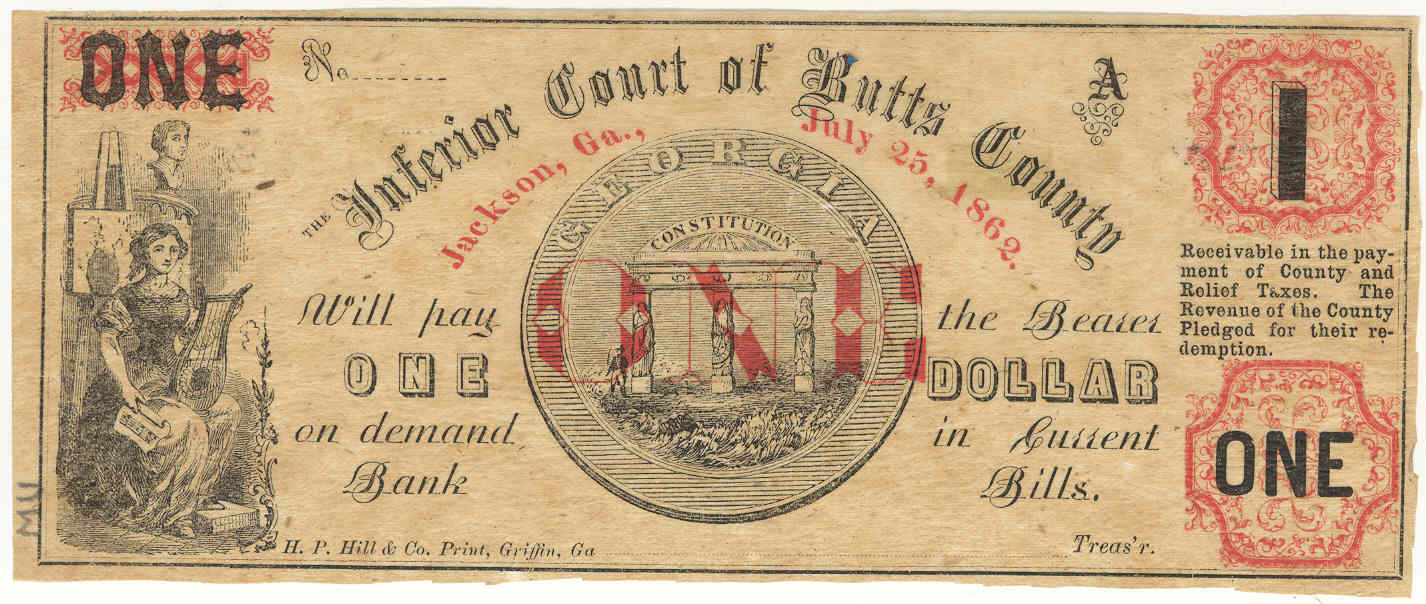 ONE
No.
A
THE Inferior Court of Butts County
Jackson, Ga., July 25, 1862.
GEORGIA
CONSTITUTION
ONE
Will pay the Bearer
ONE DOLLAR
on demand in Current
Bank Bills.
H. P. Hill & Co. Print, Griffin, Ga
Treas'r.
1
Receivable in the pay-
ment of County and
Relief Taxes. The
Revenue of the County
Pledged for their re-
demption.
ONE
MU